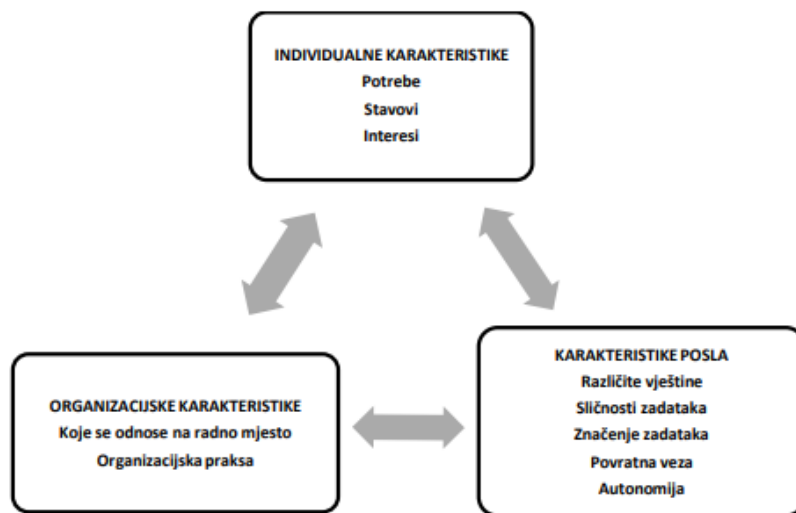 INDIVIDUALNE KARAKTERISTIKE
Potrebe
Stavovi
Interesi
ORGANIZACIJSKE KARAKTERISTIKE
Koje se odnose na radno mjesto
Organizacijska praksa
KARAKTERISTIKE POSLA
Različite vještine
Sličnosti zadataka
Značenje zadataka
Povratna veza
Autonomija